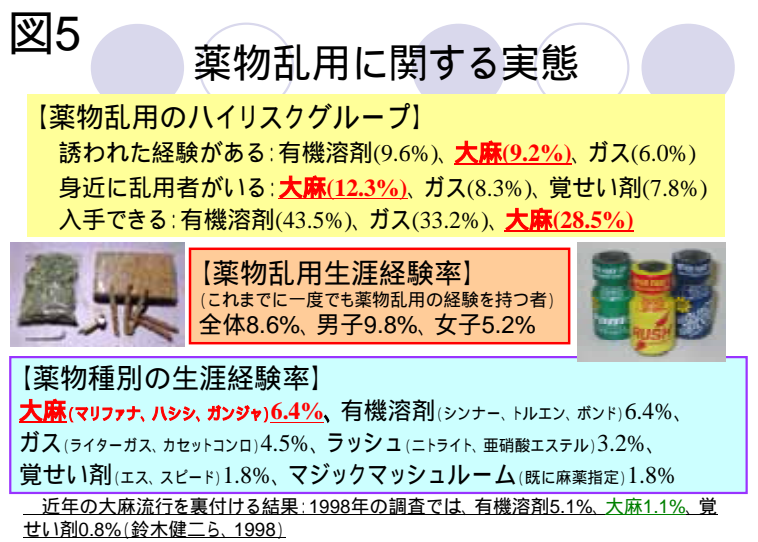 図5
薬物乱用に関する実態
【薬物乱用のハイリスクグループ】
誘われた経験がある:有機溶剤(9.6%)、大麻(9.2%)、ガス(6.0%)
身近に乱用者がいる:大麻(12.3%)、ガス(8.3%)、覚せい剤(7.8%)
入手できる:有機溶剤(43.5%)、ガス(33.2%)、大麻(28.5%)
【薬物乱用生涯経験率】
(これまでに一度でも薬物乱用の経験を持つ者)
全体8.6%、男子9.8%、女子5.2%
RUSH
【薬物種別の生涯経験率】
大麻(マリファナ、ハシシ、ガンジャ)6.4%、有機溶剤(シンナー、トルエン、ボンド)6.4%、
ガス(ライターガス、カセットコンロ)4.5%、ラッシュ(ニトライト、亜硝酸エステル)3.2%、
覚せい剤(エス、スピード)1.8%、マジックマッシュルーム(既に麻薬指定)1.8%
近年の大麻流行を裏付ける結果:1998年の調査では、有機溶剤5.1%、大麻1.1%、覚
せい剤0.8%(鈴木健二ら、1998)